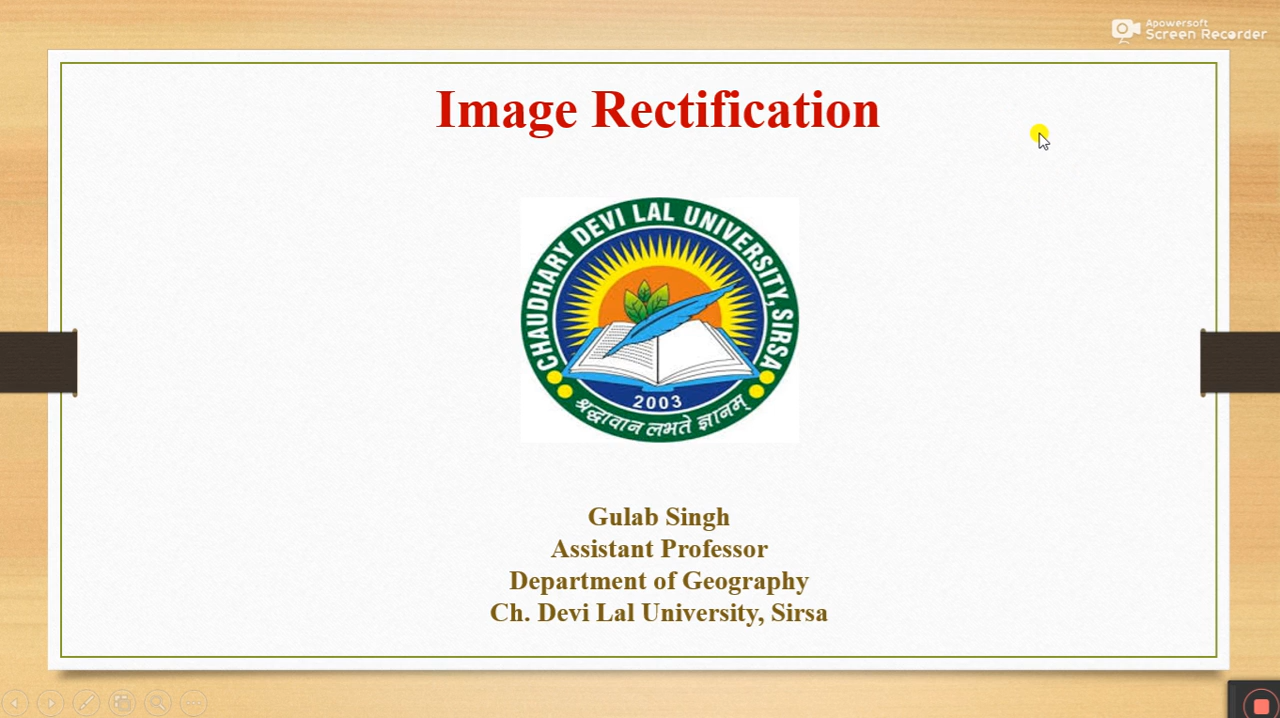 Apowersoft
Screen Recorder
Image Rectification
CHAUDHARY DEVI LAL UNIVERSITY, SIRSA
2003
श्रद्धावान लभते ज्ञानम्
Gulab Singh
Assistant Professor
Department of Geography
Ch. Devi Lal University, Sirsa